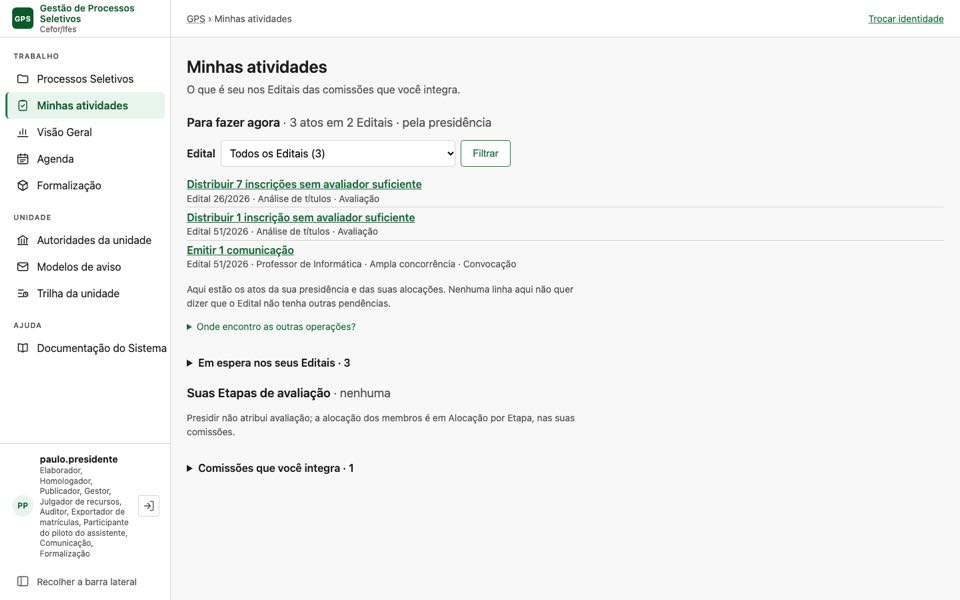 GPS
Gestão de Processos
Seletivos
Cefor/Ifes
GPS › Minhas atividades
Trocar identidade
TRABALHO
Processos Seletivos
Minhas atividades
Visão Geral
Agenda
Formalização
UNIDADE
Autoridades da unidade
Modelos de aviso
Trilha da unidade
AJUDA
Documentação do Sistema
PP
paulo.presidente
Elaborador,
Homologador,
Publicador, Gestor,
Julgador de recursos,
Auditor, Exportador de
matrículas, Participante
do piloto do assistente,
Comunicação,
Formalização
Recolher a barra lateral
Minhas atividades
O que é seu nos Editais das comissões que você integra.
Para fazer agora · 3 atos em 2 Editais · pela presidência
Edital
Todos os Editais (3)
Filtrar
Distribuir 7 inscrições sem avaliador suficiente
Edital 26/2026 · Análise de títulos · Avaliação
Distribuir 1 inscrição sem avaliador suficiente
Edital 51/2026 · Análise de títulos · Avaliação
Emitir 1 comunicação
Edital 51/2026 · Professor de Informática · Ampla concorrência · Convocação
Aqui estão os atos da sua presidência e das suas alocações. Nenhuma linha aqui não quer
dizer que o Edital não tenha outras pendências.
Onde encontro as outras operações?
Em espera nos seus Editais · 3
Suas Etapas de avaliação · nenhuma
Presidir não atribui avaliação; a alocação dos membros é em Alocação por Etapa, nas suas
comissões.
Comissões que você integra · 1